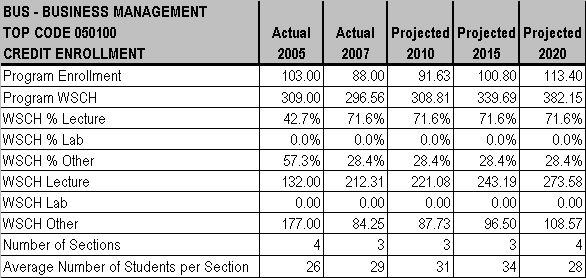 BUS - BUSINESS MANAGEMENT
TOP CODE 050100 Actual Actual Projected Projected Projected
CREDIT ENROLLMENT 2005 2007 2010 2015 2020
Program Enrollment 103.00 88.00 91.63 100.80 113.40
Program WSCH 309.00 296.56 308.81 339.69 382.15
WSCH % Lecture 42.7% 71.6% 71.6% 71.6% 71.6%
WSCH % Lab 0.0% 0.0% 0.0% 0.0% 0.0%
WSCH % Other 57.3% 28.4% 28.4% 28.4% 28.4%
WSCH Lecture 132.00 212.31 221.08 243.19 273.58
WSCH Lab 0.00 0.00 0.00 0.00 0.00
WSCH Other 177.00 84.25 87.73 96.50 108.57
Number of Sections 4 3 3 3 4
Average Number of Students per Section 26 29 31 34 28